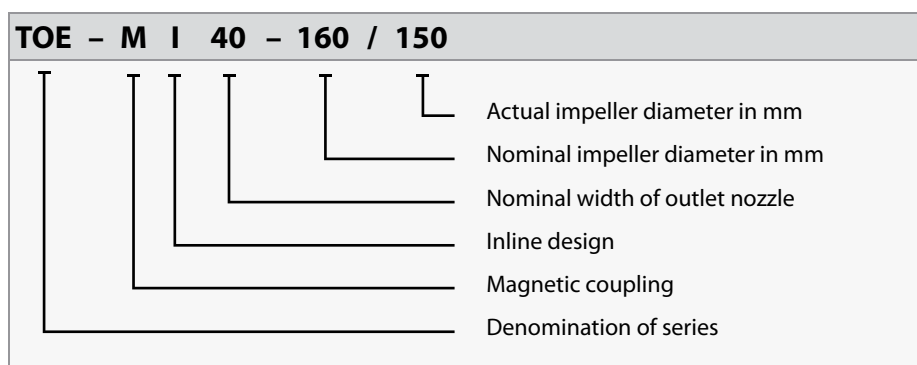 TOE – M I 40 – 160 / 150
Actual impeller diameter in mm
Nominal impeller diameter in mm
Nominal width of outlet nozzle
Inline design
Magnetic coupling
Denomination of series